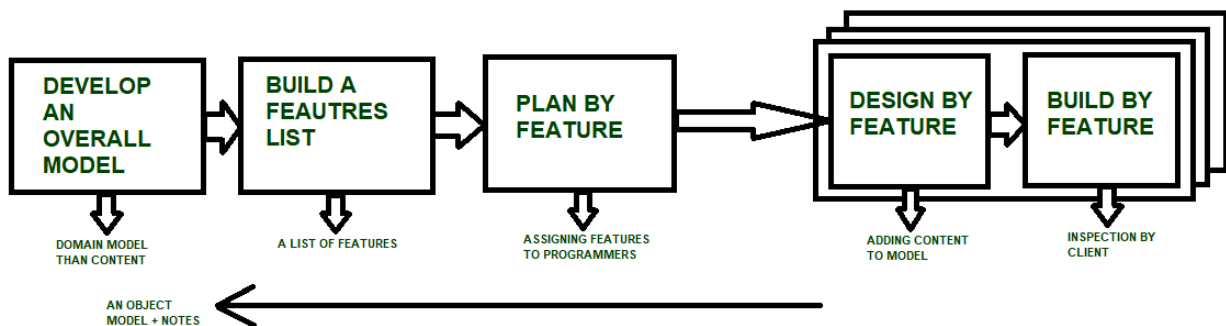 DEVELOP
AN
OVERALL
MODEL
BUILD A
FEAUTRES
LIST
PLAN BY
FEATURE
DESIGN BY
FEATURE
BUILD BY
FEATURE
DOMAIN MODEL
THAN CONTENT
A LIST OF FEATURES
ASSIGNING FEATURES
TO PROGRAMMERS
ADDING CONTENT
TO MODEL
INSPECTION BY
CLIENT
AN OBJECT
MODEL + NOTES